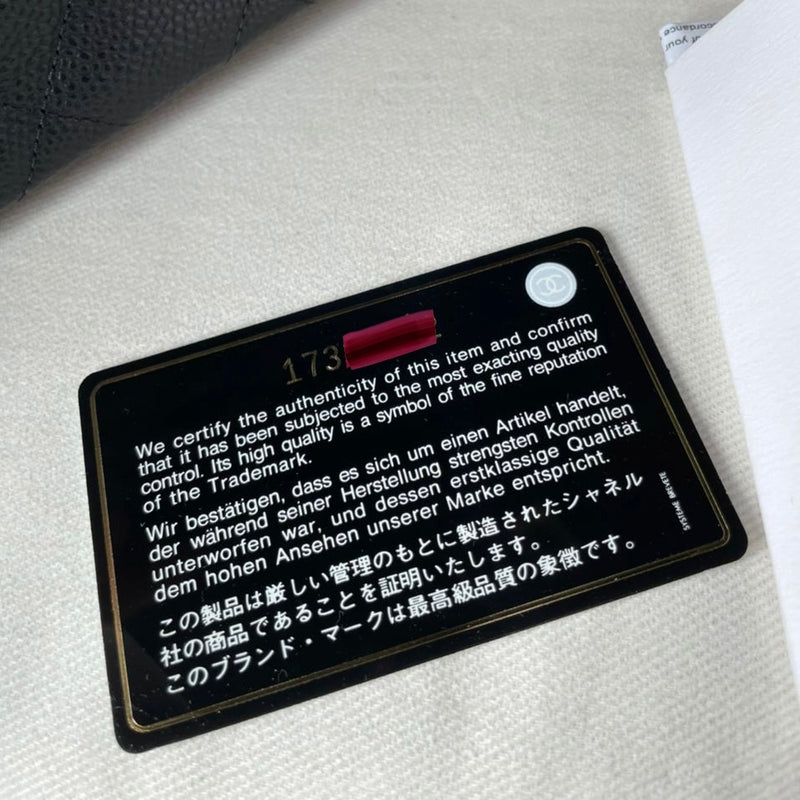 cordance
of your
173
We certify the authenticity of this item and confirm
that it has been subjected to the most exacting quality
control. Its high quality is a symbol of the fine reputation
of the Trademark.
Wir bestätigen, dass es sich um einen Artikel handelt,
der während seiner Herstellung strengsten Kontrollen
unterworfen war, und dessen erstklassige Qualität
dem hohen Ansehen unserer Marke entspricht.
この製品は厳しい管理のもとに製造されたシャネル
社の商品であることを証明いたします。
このブランド・マークは最高級品質の象徴です。
SYSTEME BREVETE